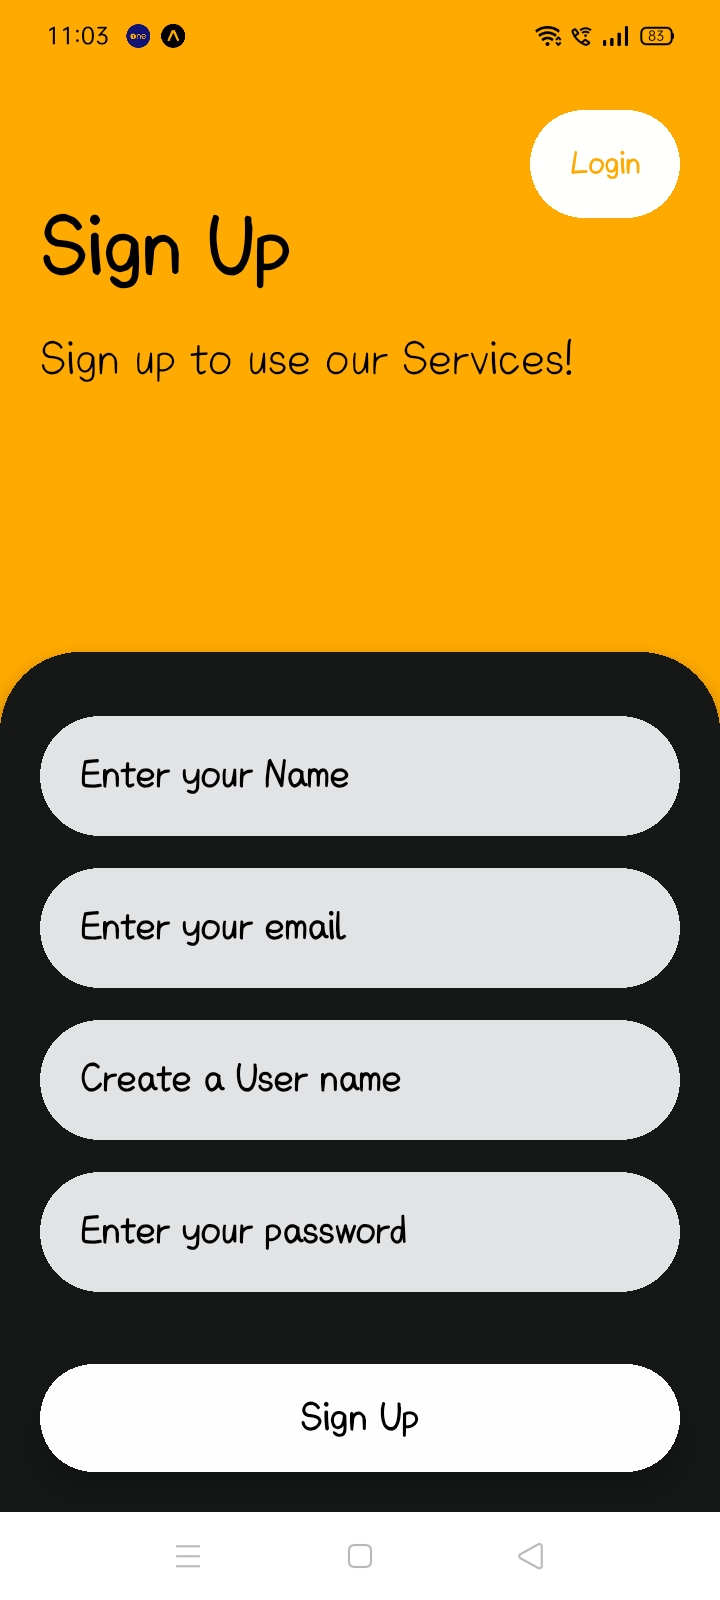 11:03 one 83
Login
Sign Up
Sign up to use our Services!
Enter your Name
Enter your email
Create a User name
Enter your password
Sign Up